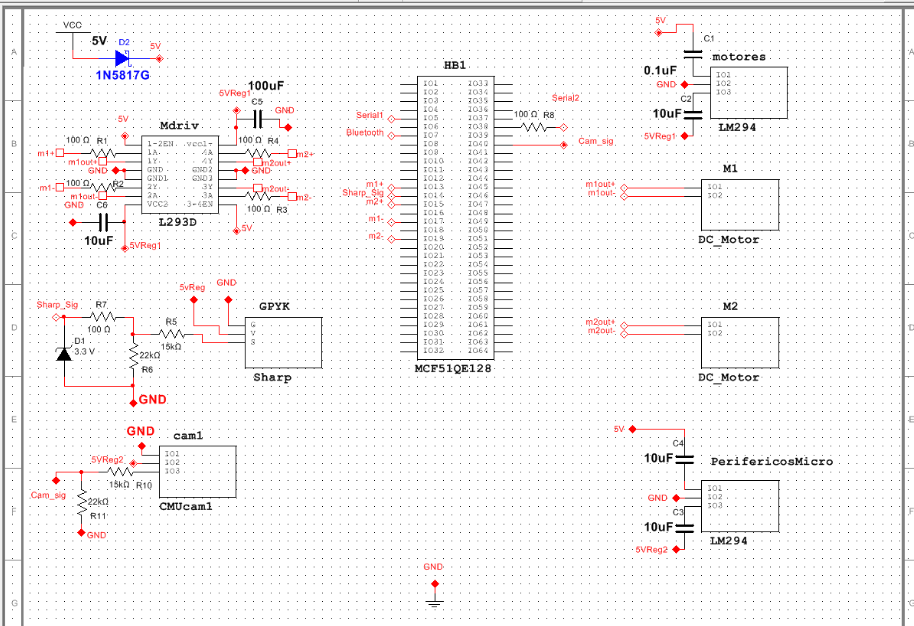 VCC
5V
D2
5V
1N5817G
100uF
5VReg1
C5
GND
5V
Mdriv
100 Ω R1
100 Ω R4
m1+
m1out+
GND
m1-
100 Ω R2
m1out-
GND
C6
10uF
5VReg1
1-2EN
1A
1Y
GND
GND1
2Y
2A
VCC2
vcc1+
4A
4Y
GND2
GND3
3Y
3A
3-4EN
m2+
m2out+
GND
m2out-
m2-
100 Ω R3
5V
L293D
HB1
IO1 IO33
IO2 IO34
IO3 IO35
IO4 IO36
IO5 IO37
IO6 IO38
IO7 IO39
IO8 IO40
IO9 IO41
IO10 IO42
IO11 IO43
IO12 IO44
IO13 IO45
IO14 IO46
IO15 IO47
IO16 IO48
IO17 IO49
IO18 IO50
IO19 IO51
IO20 IO52
IO21 IO53
IO22 IO54
IO23 IO55
IO24 IO56
IO25 IO57
IO26 IO58
IO27 IO59
IO28 IO60
IO29 IO61
IO30 IO62
IO31 IO63
IO32 IO64
MCF51QE128
Serial1
Bluetooth
m1+
Sharp_Sig
m2+
m1-
m2-
Serial2
100 Ω R8
Cam_sig
5V
C1
0.1uF
motores
GND
C2
10uF
5VReg1
IO1
IO2
IO3
LM294
M1
m1out+
m1out-
IO1
IO2
DC_Motor
M2
m2out+
m2out-
IO1
IO2
DC_Motor
Sharp_Sig
R7
100 Ω
D1
3.3 V
22kΩ
R6
R5
15kΩ
GND
5vReg
GND
GPYK
G
V
S
Sharp
GND
cam1
5VReg2
IO1
IO2
IO3
15kΩ R10
Cam_sig
22kΩ
R11
GND
CMUcam1
5V
C4
10uF
PerifericosMicro
GND
C3
10uF
5VReg2
IO1
IO2
IO3
LM294
GND
A
B
C
D
E
F
G
A
B
C
D
E
F
G